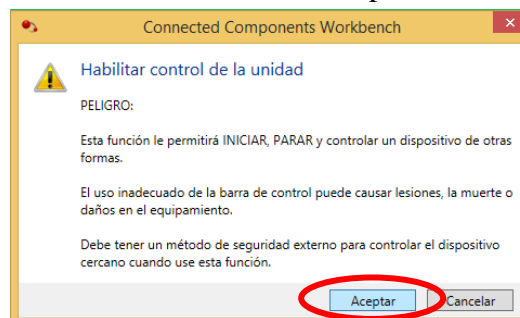 Connected Components Workbench
Habilitar control de la unidad
PELIGRO:
Esta función le permitirá INICIAR, PARAR y controlar un dispositivo de otras
formas.
El uso inadecuado de la barra de control puede causar lesiones, la muerte o
daños en el equipamiento.
Debe tener un método de seguridad externo para controlar el dispositivo
cercano cuando use esta función.
Aceptar Cancelar